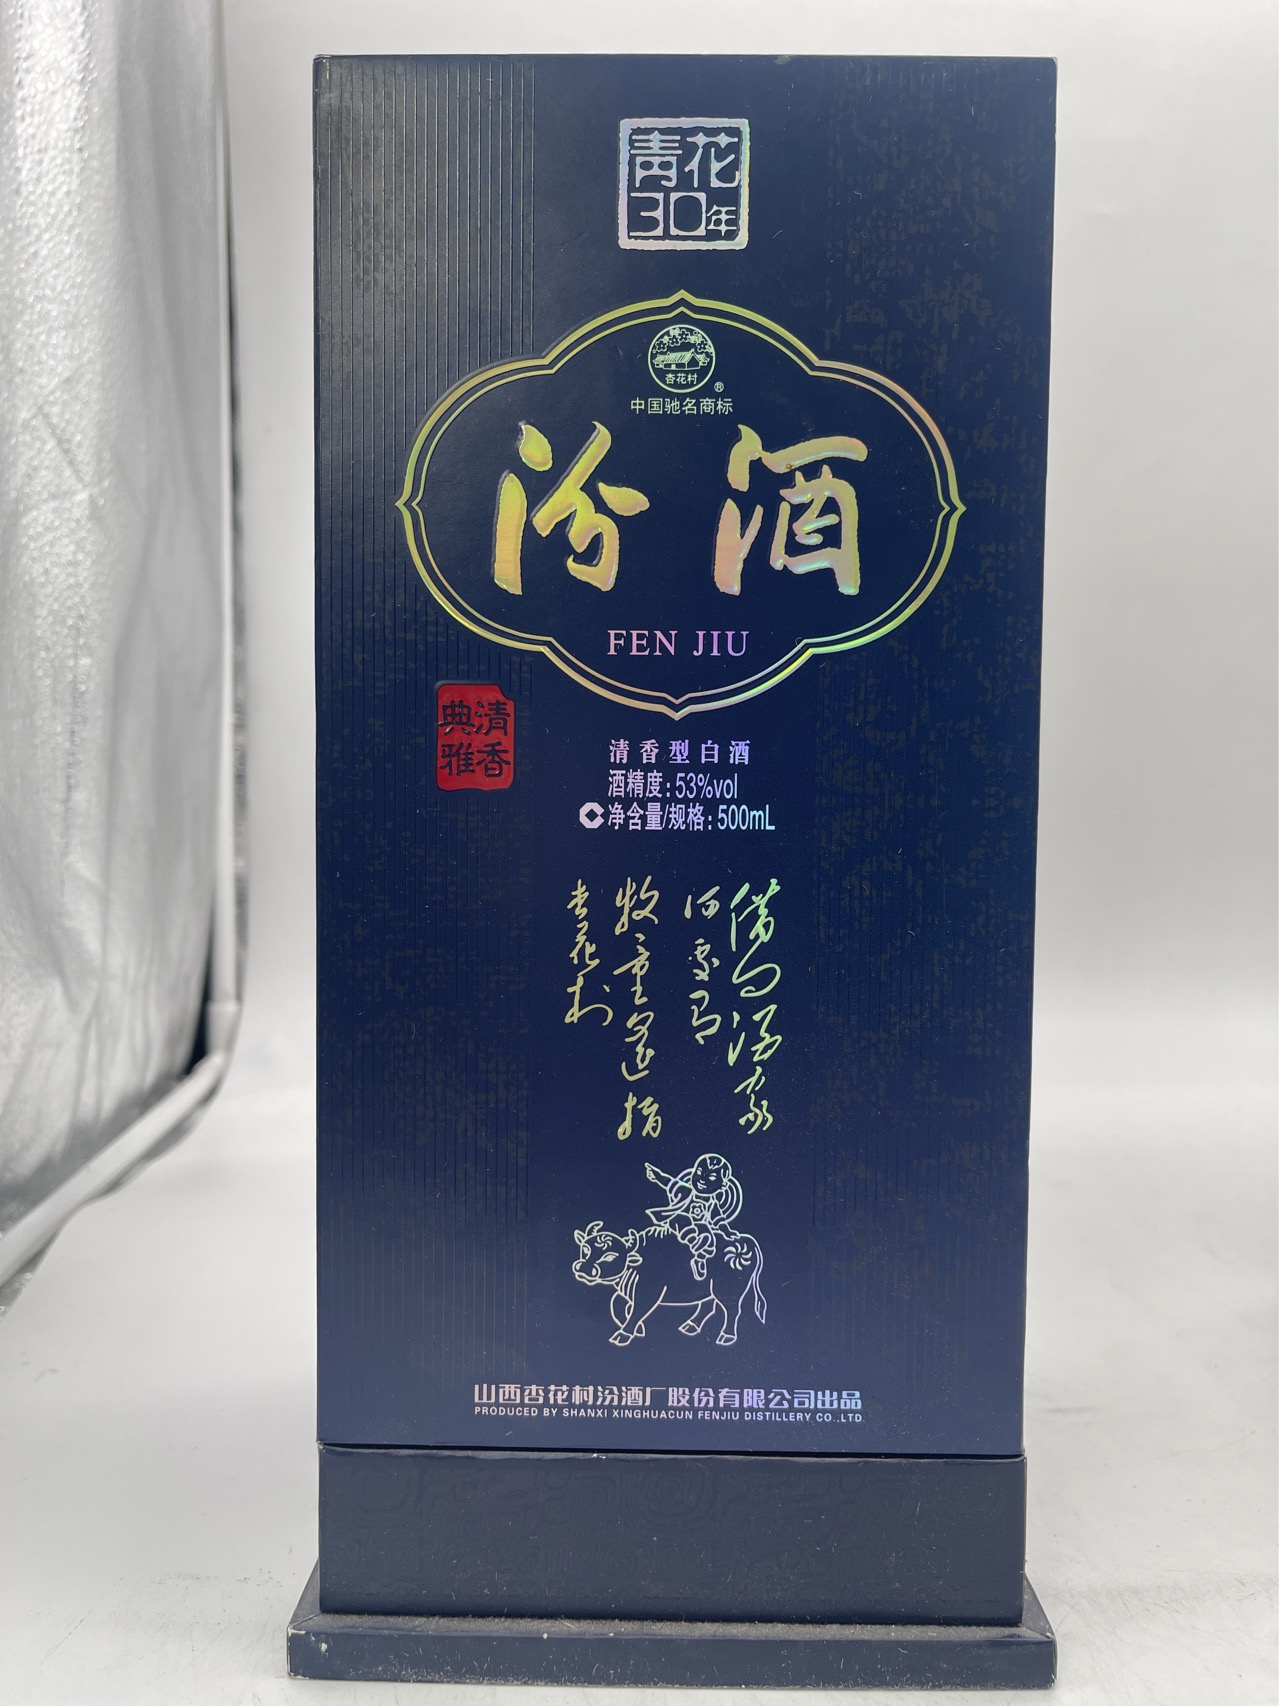 青花
30年
杏花村
®
中国驰名商标
汾酒
FEN JIU
清香
典雅
清香型白酒
酒精度:53%vol
净含量/规格:500mL
借问酒家
何处有
牧童遥指
杏花村
山西杏花村汾酒厂股份有限公司出品
PRODUCED BY SHANXI XINGHUACUN FENJIU DISTILLERY CO.,LTD